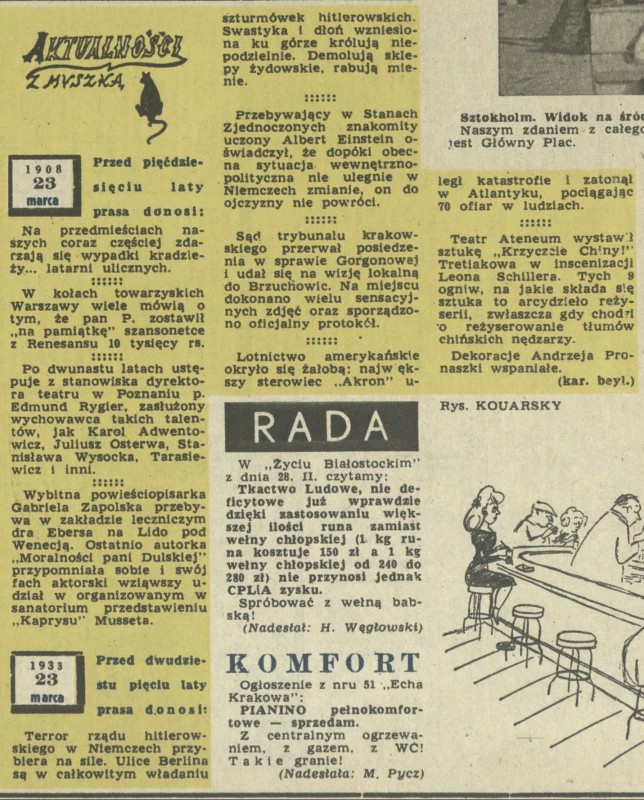 AKTUALNOŚCI
Z MYSZKĄ
1908
23
marca
Przed pięćdzie-
sięciu laty
prasa donosi:
Na przedmieściach na-
szych coraz częściej zda-
rzają się wypadki kradzie-
ży... latarni ulicznych.
::::::
W kołach towarzyskich
Warszawy wiele mówią o
tym, że pan P. zostawił
„na pamiątkę" szansonetce
z Renesansu 10 tysięcy rs.
::::::
Po dwunastu latach ustę-
puje z stanowiska dyrekto-
ra teatru w Poznaniu p.
Edmund Rygier, zasłużony
wychowawca takich talen-
tów, jak Karol Adwento-
wicz, Juliusz Osterwa, Sta-
nisława Wysocka, Tarasie-
wicz i inni.
::::::
Wybitna powieściopisarka
Gabriela Zapolska przeby-
wa w zakładzie leczniczym
dra Ebersa na Lido pod
Wenecją. Ostatnio autorka
„Moralności pani Dulskiej"
przypomniała sobie i swój
fach aktorski wziąwszy u-
dział w organizowanym w
sanatorium przedstawieniu
„Kaprysu" Musseta.
1933
23
marca
Przed dwudzie-
stu pięciu laty
prasa donosi:
Terror rządu hitlerow-
skiego w Niemczech przy-
biera na sile. Ulice Berlina
są w całkowitym władaniu
szturmówek hitlerowskich.
Swastyka i dłoń wzniesio-
na ku górze królują nie-
podzielnie. Demolują skle-
py żydowskie, rabują mie-
nie.
::::::
Przebywający w Stanach
Zjednoczonych znakomity
uczony Albert Einstein o-
świadczył, że dopóki obec-
na sytuacja wewnętrzno-
polityczna nie ulegnie w
Niemczech zmianie, on do
ojczyzny nie powróci.
::::::
Sąd trybunału krakow-
skiego przerwał posiedze-
nia w sprawie Gorgonowej
i udał się na wizję lokalną
do Brzuchowic. Na miejscu
dokonano wielu sensacyj-
nych zdjęć oraz sporządzo-
no oficjalny protokół.
::::::
Lotnictwo amerykańskie
okryło się żałobą: najwięk-
szy sterowiec „Akron" u-
legł katastrofie i zatonął
w Atlantyku, pociągając
70 ofiar w ludziach.
::::::
Teatr Ateneum wystawił
sztukę „Krzyczcie Chiny!"
Tretiakowa w inscenizacji
Leona Schillera. Tych 9
ogniw, na jakie składa się
sztuka to arcydzieło reży-
serii, zwłaszcza gdy chodzi
o reżyserowanie tłumów
chińskich nędzarzy.
Dekoracje Andrzeja Pro-
naszki wspaniałe.
(kar. beyl.)
RADA
W „Życiu Białostockim"
z dnia 28. II. czytamy:
Tkactwo Ludowe, nie de-
ficytowe już wprawdzie
dzięki zastosowaniu więk-
szej ilości runa zamiast
wełny chłopskiej (1 kg ru-
na kosztuje 150 zł a 1 kg
wełny chłopskiej od 240 do
280 zł) nie przynosi jednak
CPLiA zysku.
Spróbować z wełną bab-
ską!
(Nadesłał: H. Węgłowski)
KOMFORT
Ogłoszenie z nru 51 „Echa
Krakowa":
PIANINO pełnokomfor-
towe — sprzedam.
Z centralnym ogrzewa-
niem, z gazem, z WC!
Takie granie!
(Nadesłała: M. Pycz)
Sztokholm. Widok na śród
Naszym zdaniem z całego
jest Główny Plac.
Rys. KOUARSKY